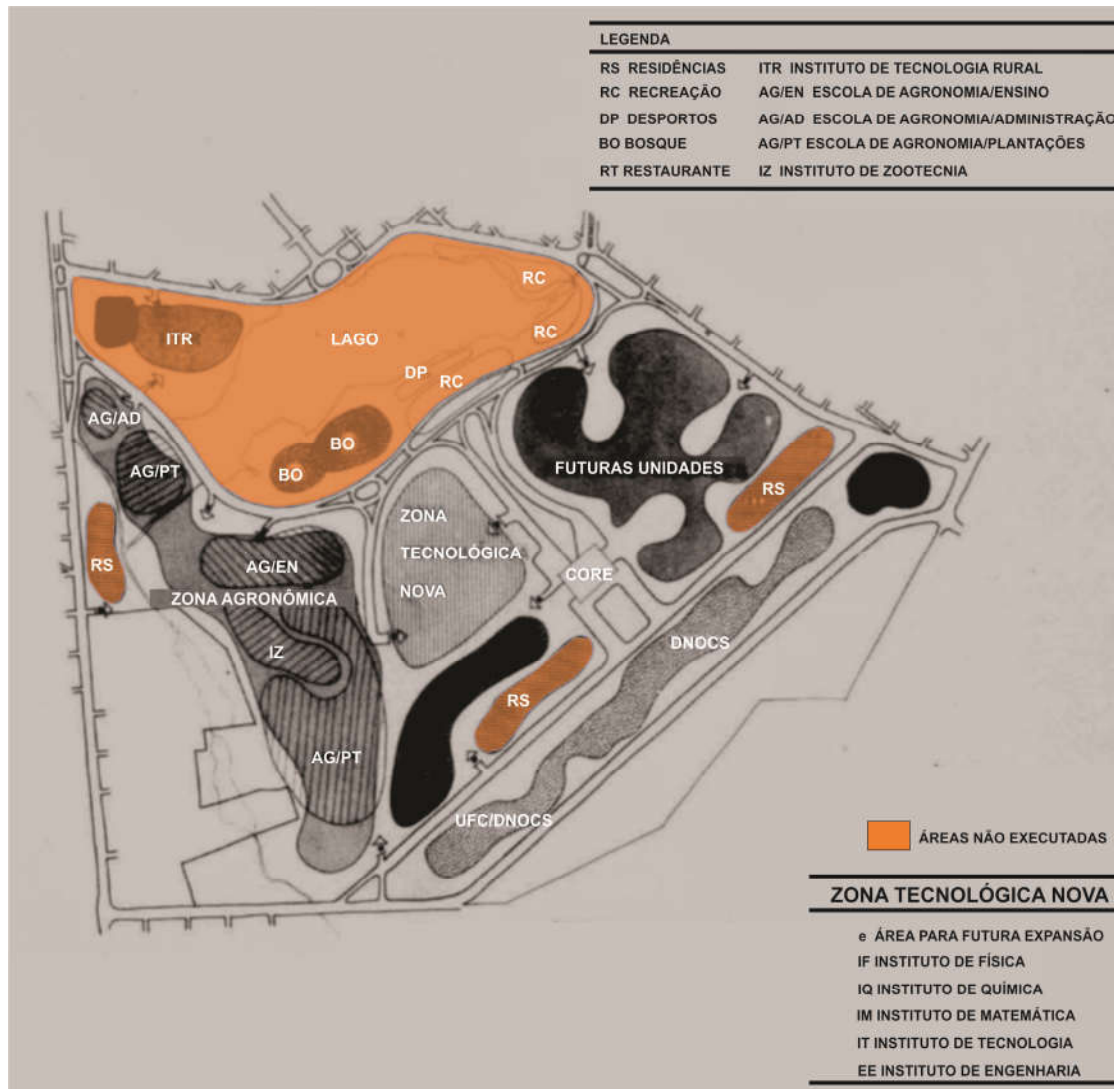 LEGENDA
RS RESIDÊNCIAS ITR INSTITUTO DE TECNOLOGIA RURAL
RC RECREAÇÃO AG/EN ESCOLA DE AGRONOMIA/ENSINO
DP DESPORTOS AG/AD ESCOLA DE AGRONOMIA/ADMINISTRAÇÃO
BO BOSQUE AG/PT ESCOLA DE AGRONOMIA/PLANTAÇÕES
RT RESTAURANTE IZ INSTITUTO DE ZOOTECNIA
RC
RC
ITR
LAGO
DP
RC
AG/AD
BO
AG/PT
BO
FUTURAS UNIDADES
RS
ZONA
TECNOLÓGICA
NOVA
RS
AG/EN
CORE
ZONA AGRONÔMICA
DNOCS
IZ
RS
AG/PT
UFC/DNOCS
ÁREAS NÃO EXECUTADAS
ZONA TECNOLÓGICA NOVA
e ÁREA PARA FUTURA EXPANSÃO
IF INSTITUTO DE FÍSICA
IQ INSTITUTO DE QUÍMICA
IM INSTITUTO DE MATEMÁTICA
IT INSTITUTO DE TECNOLOGIA
EE INSTITUTO DE ENGENHARIA